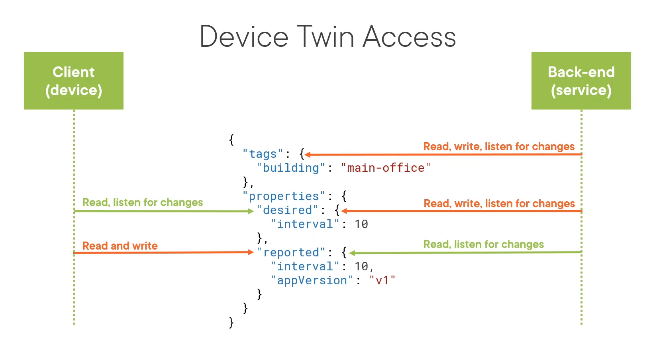 Device Twin Access
Client
(device)
Back-end
(service)
{
"tags": {
Read, write, listen for changes
"building": "main-office"
},
"properties": {
Read, listen for changes
"desired": {
Read, write, listen for changes
"interval": 10
},
Read and write
"reported": {
Read, listen for changes
"interval": 10,
"appVersion": "v1"
}
}
}